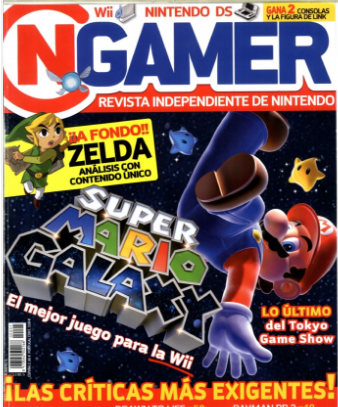 Wii NINTENDO DS
GANA 2 CONSOLAS
Y LA FIGURA DE LINK
NGAMER
REVISTA INDEPENDIENTE DE NINTENDO
¡¡A FONDO!!
ZELDA
ANÁLISIS CON
CONTENIDO ÚNICO
SUPER
MARIO
GALAXY
El mejor juego para la Wii
LO ÚLTIMO
del Tokyo
Game Show
¡LAS CRÍTICAS MÁS EXIGENTES!